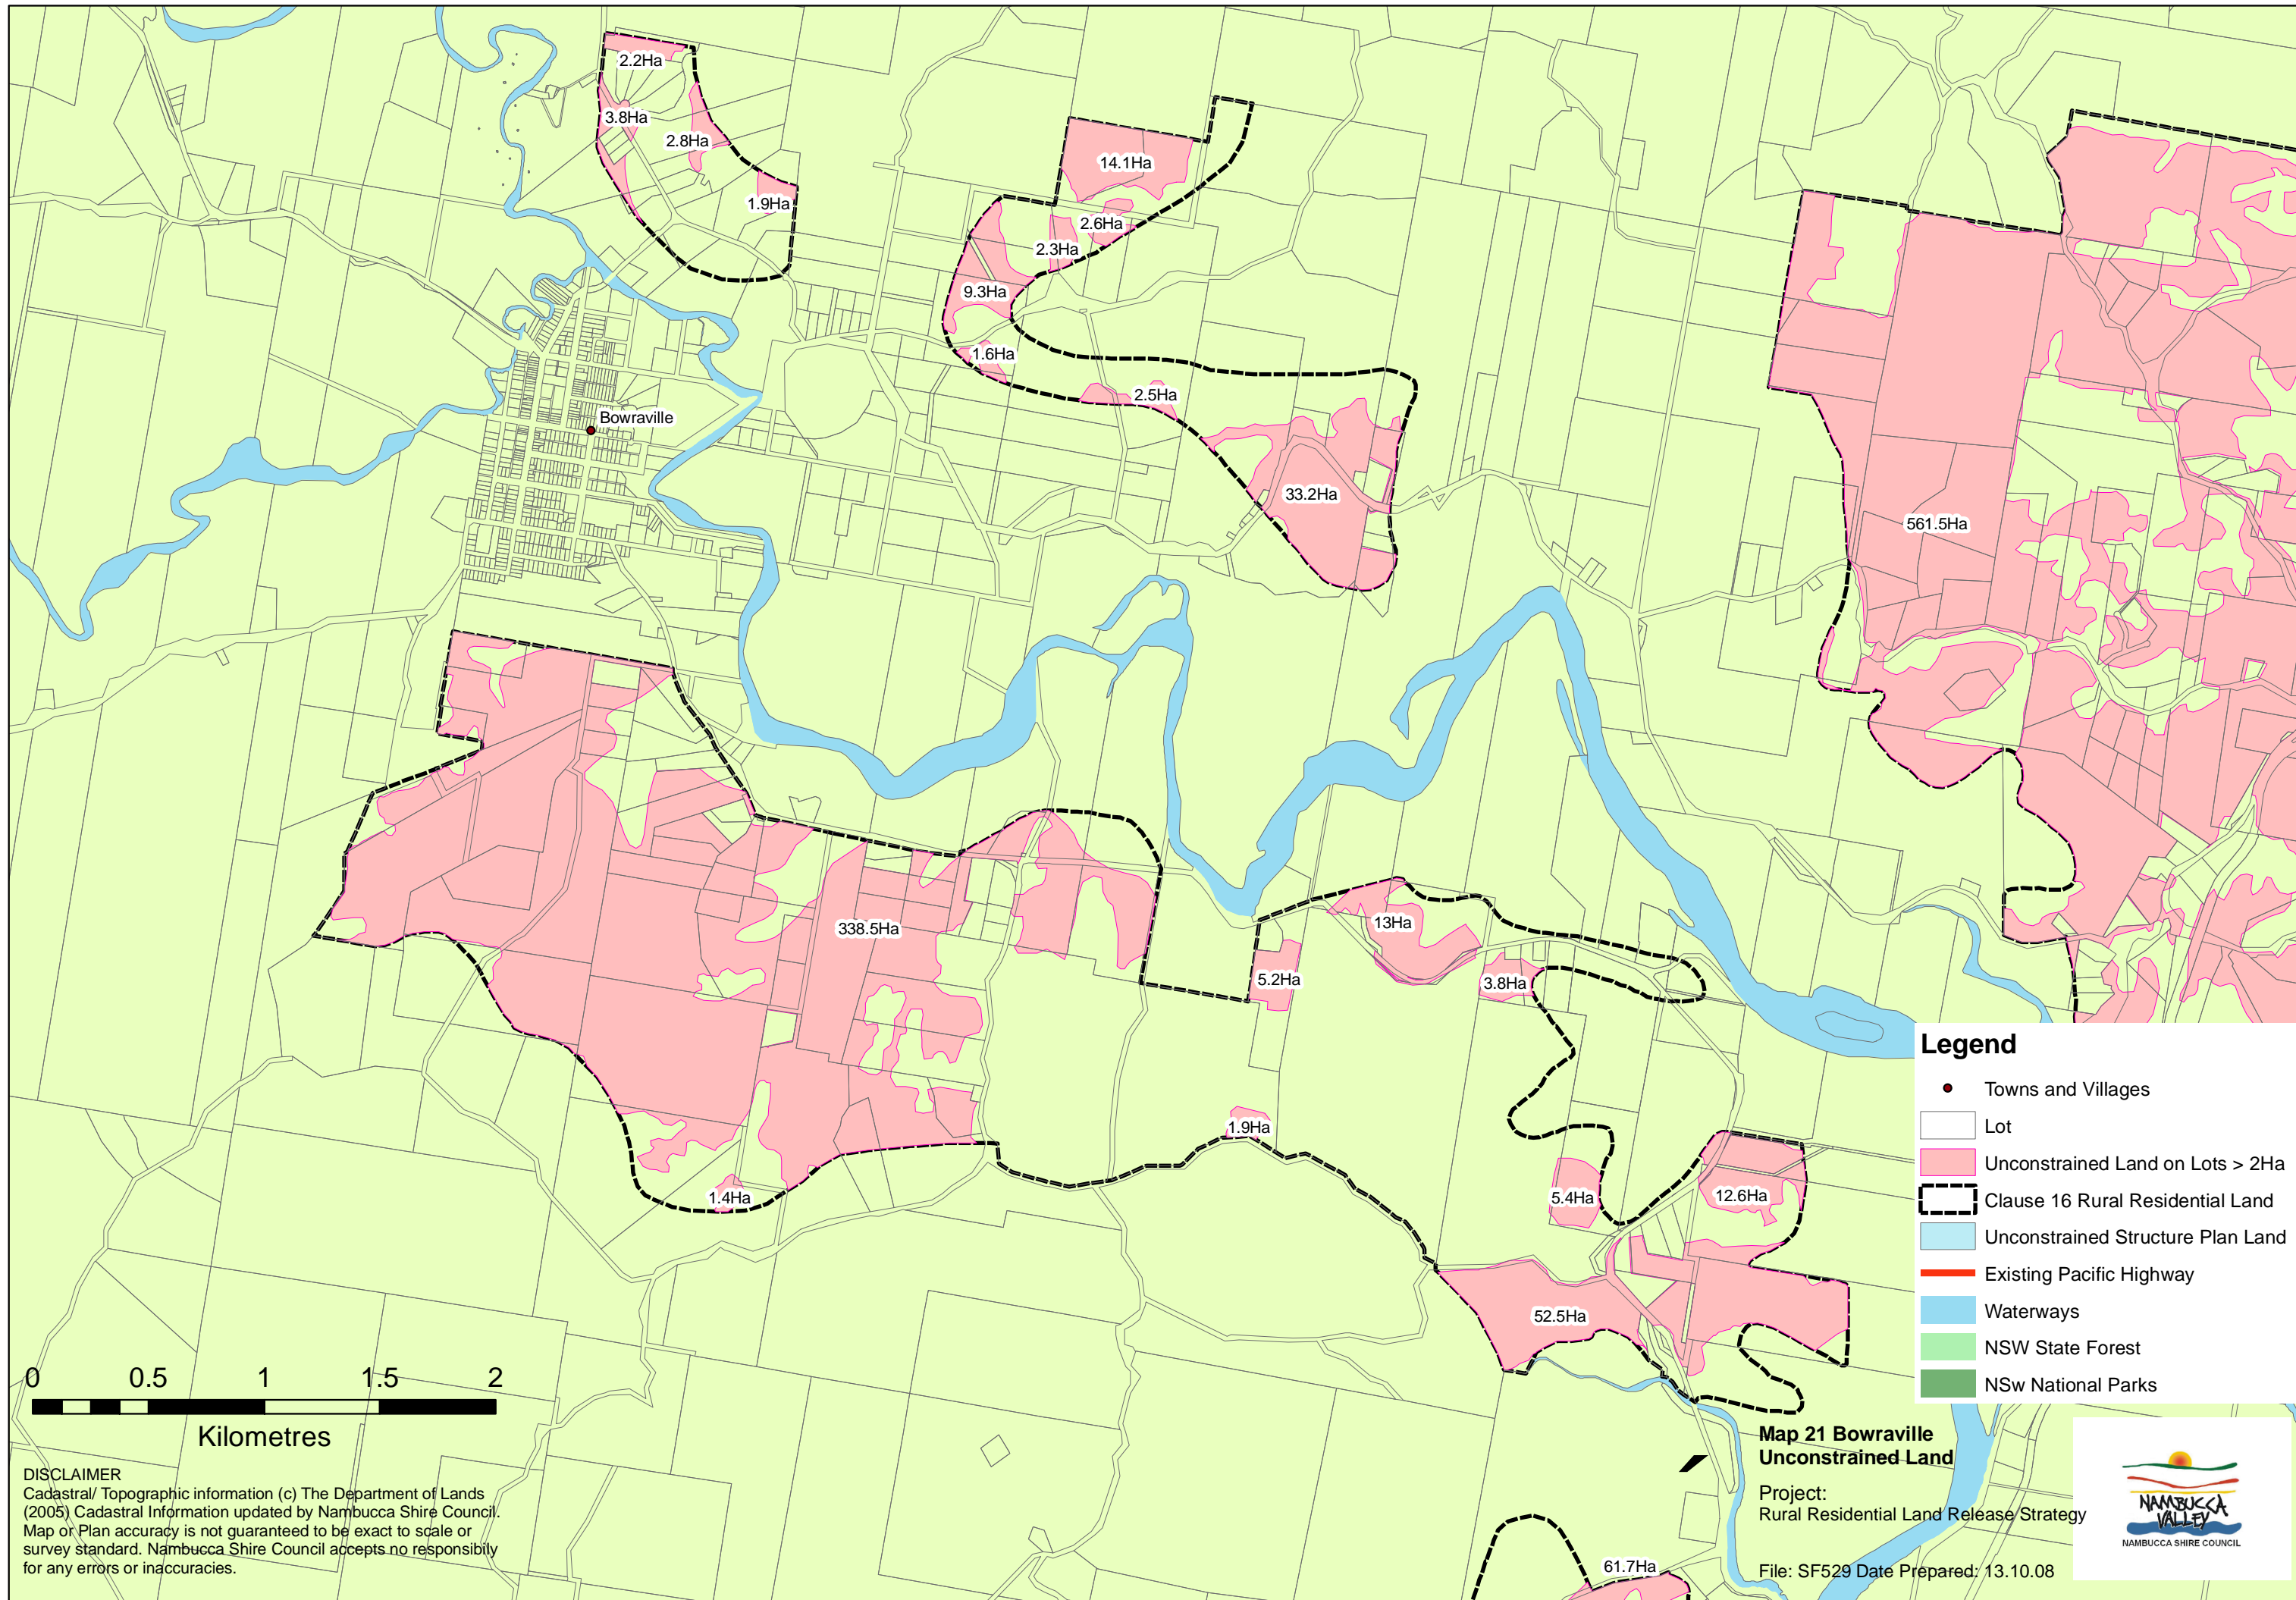 2.2Ha
3.8Ha
2.8Ha
1.9Ha
14.1Ha
2.6Ha
2.3Ha
9.3Ha
1.6Ha
2.5Ha
Bowraville
33.2Ha
561.5Ha
338.5Ha
13Ha
5.2Ha
3.8Ha
1.9Ha
1.4Ha
5.4Ha
12.6Ha
52.5Ha
61.7Ha
Legend
Towns and Villages
Lot
Unconstrained Land on Lots > 2Ha
Clause 16 Rural Residential Land
Unconstrained Structure Plan Land
Existing Pacific Highway
Waterways
NSW State Forest
NSw National Parks
0 0.5 1 1.5 2
Kilometres
DISCLAIMER
Cadastral/ Topographic information (c) The Department of Lands
(2005) Cadastral Information updated by Nambucca Shire Council.
Map or Plan accuracy is not guaranteed to be exact to scale or
survey standard. Nambucca Shire Council accepts no responsibily
for any errors or inaccuracies.
Map 21 Bowraville
Unconstrained Land
Project:
Rural Residential Land Release Strategy
File: SF529 Date Prepared: 13.10.08
NAMBUCCA
VALLEY
NAMBUCCA SHIRE COUNCIL